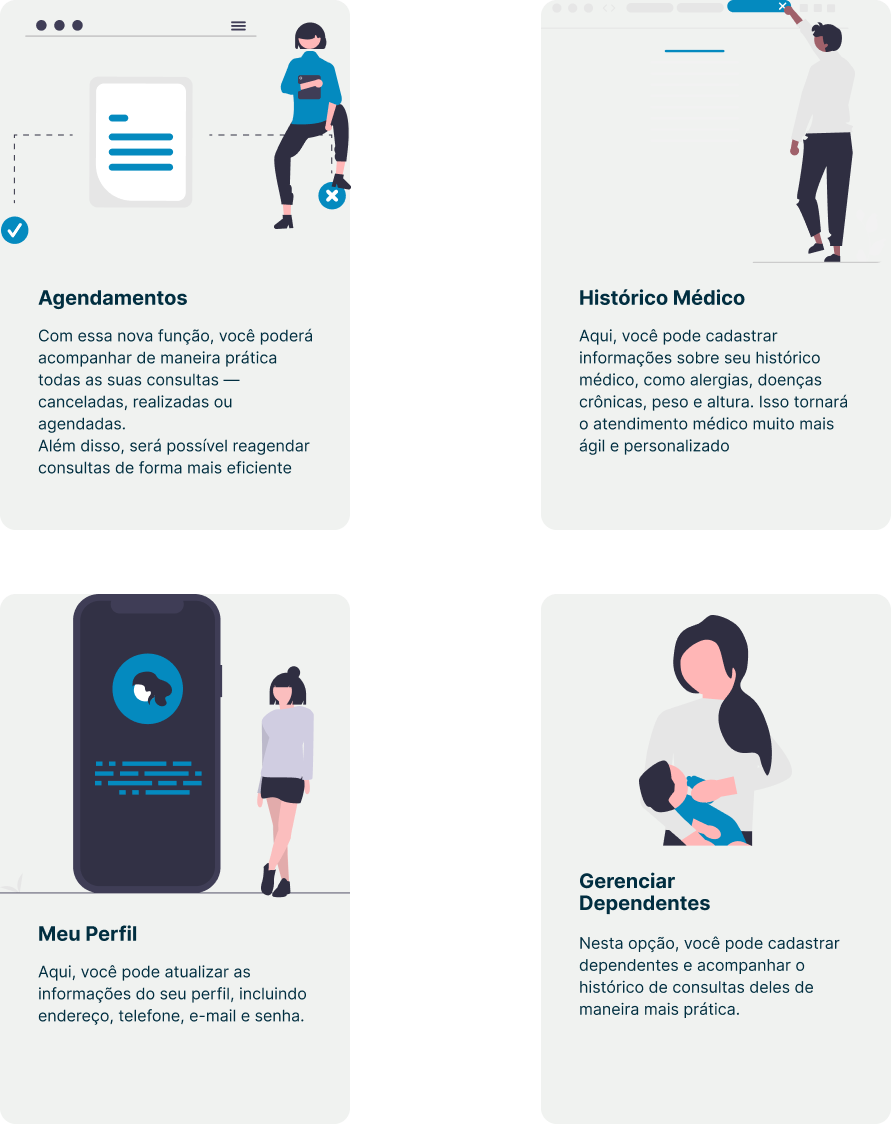 Agendamentos
Com essa nova função, você poderá
acompanhar de maneira prática
todas as suas consultas —
canceladas, realizadas ou
agendadas.
Além disso, será possível reagendar
consultas de forma mais eficiente
Histórico Médico
Aqui, você pode cadastrar
informações sobre seu histórico
médico, como alergias, doenças
crônicas, peso e altura. Isso tornará
o atendimento médico muito mais
ágil e personalizado
Meu Perfil
Aqui, você pode atualizar as
informações do seu perfil, incluindo
endereço, telefone, e-mail e senha.
Gerenciar
Dependentes
Nesta opção, você pode cadastrar
dependentes e acompanhar o
histórico de consultas deles de
maneira mais prática.